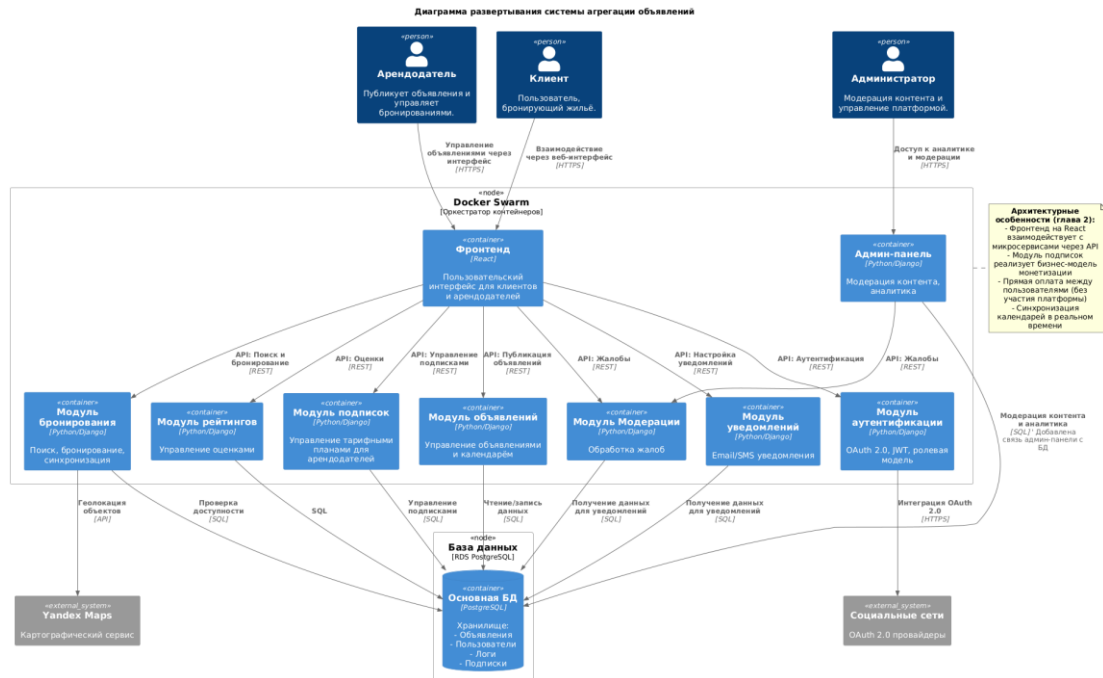 Диаграмма развертывания системы агрегации объявлений
«person»
Арендодатель
Публикует объявления и
управляет
бронированиями.
«person»
Клиент
Пользователь,
бронирующий жильё.
«person»
Администратор
Модерация контента и
управление платформой.
Управление
объявлениями через
интерфейс
[HTTPS]
Взаимодействие
через веб-интерфейс
[HTTPS]
Доступ к аналитике
и модерации
[HTTPS]
«node»
Docker Swarm
[Оркестратор контейнеров]
«container»
Фронтенд
[React]
Пользовательский
интерфейс для клиентов
и арендодателей
«container»
Админ-панель
[Python/Django]
Модерация контента,
аналитика
Архитектурные
особенности (глава 2):
- Фронтенд на React
взаимодействует с
микросервисами через API
- Модуль подписок
реализует бизнес-модель
монетизации
- Прямая оплата между
пользователями (без
участия платформы)
- Синхронизация
календарей в реальном
времени
API: Поиск и
бронирование
[REST]
API: Оценки
[REST]
API: Управление
подписками
[REST]
API: Публикация
объявлений
[REST]
API: Жалобы
[REST]
API: Настройка
уведомлений
[REST]
API: Аутентификация
[REST]
API: Жалобы
[REST]
«container»
Модуль
бронирования
[Python/Django]
Поиск, бронирование,
синхронизация
«container»
Модуль рейтингов
[Python/Django]
Управление оценками
«container»
Модуль подписок
[Python/Django]
Управление тарифными
планами для
арендодателей
«container»
Модуль объявлений
[Python/Django]
Управление объявлениями
и календарём
«container»
Модуль Модерации
[Python/Django]
Обработка жалоб
«container»
Модуль
уведомлений
[Python/Django]
Email/SMS уведомления
«container»
Модуль
аутентификации
[Python/Django]
OAuth 2.0, JWT, ролевая
модель
Модерация контента
и аналитика
[SQL]' Добавлена
связь админ-панели с
БД
Геолокация
объектов
[API]
Проверка
доступности
[SQL]
SQL
Управление
подписками
[SQL]
Чтение/запись
данных
[SQL]
Получение данных
для уведомлений
[SQL]
Получение данных
для уведомлений
[SQL]
Интеграция OAuth
2.0
[HTTPS]
«node»
База данных
[RDS PostgreSQL]
«container»
Основная БД
[PostgreSQL]
Хранилище:
- Объявления
- Пользователи
- Логи
- Подписки
«external_system»
Yandex Maps
Картографический сервис
«external_system»
Социальные сети
OAuth 2.0 провайдеры